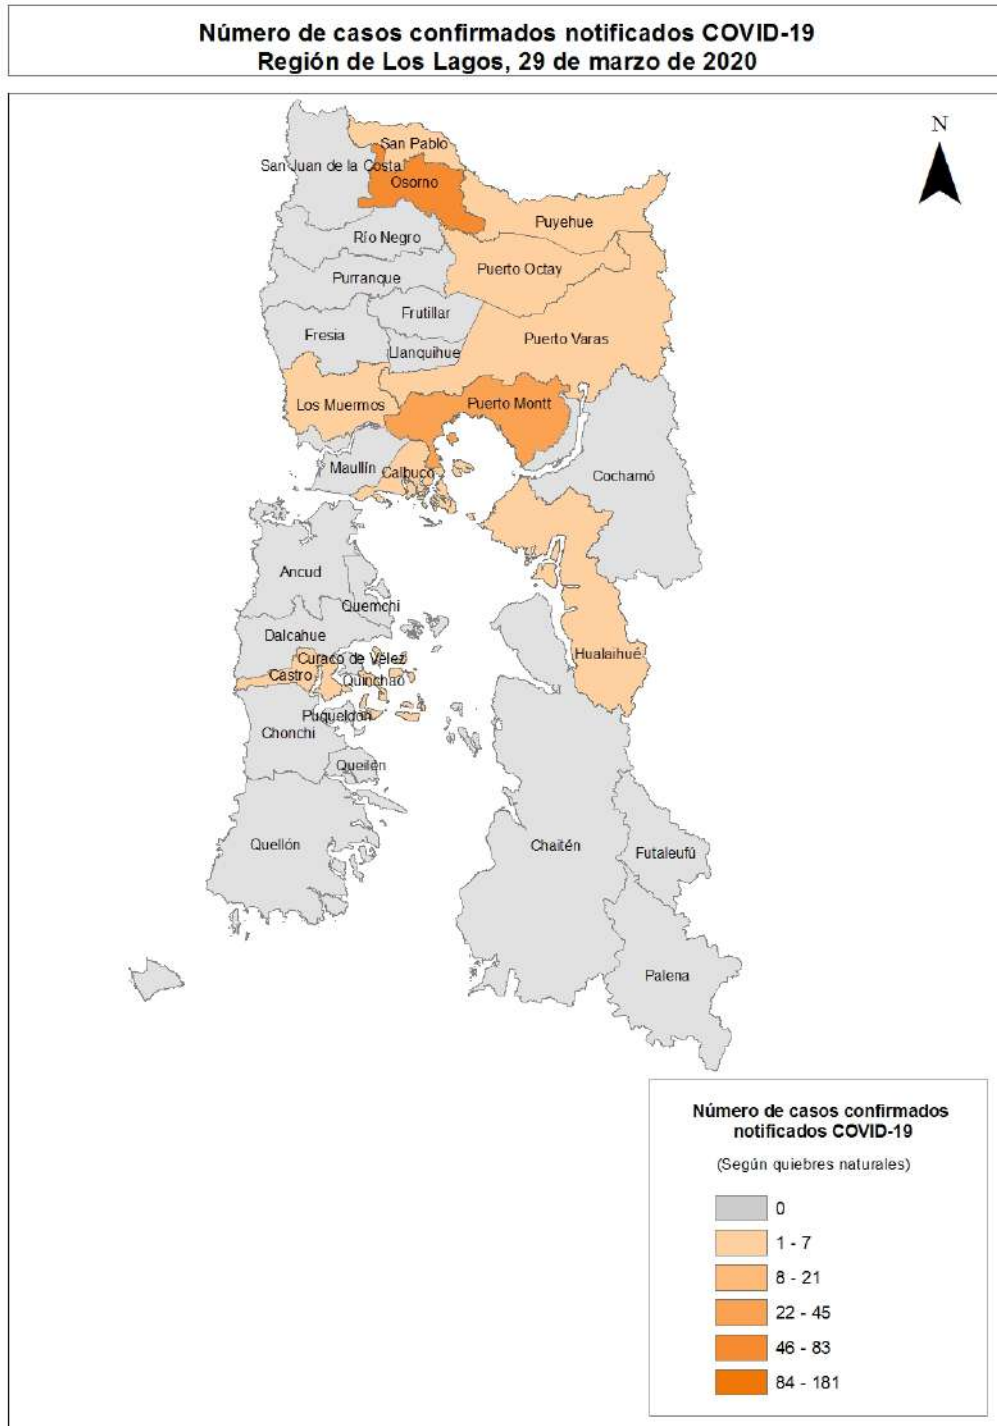 Número de casos confirmados notificados COVID-19
Región de Los Lagos, 29 de marzo de 2020
N
San Pablo
San Juan de la Costa
Osorno
Puyehue
Río Negro
Puerto Octay
Purranque
Frutillar
Fresia
Puerto Varas
Llanquihue
Los Muermos
Puerto Montt
Maullín
Calbuco
Cochamó
Ancud
Quemchi
Dalcahue
Curaco de Vélez
Hualaihué
Castro
Quinchao
Puqueldón
Chonchi
Queilén
Quellón
Chaitén
Futaleufú
Palena
Número de casos confirmados
notificados COVID-19
(Según quiebres naturales)
0
1 - 7
8 - 21
22 - 45
46 - 83
84 - 181